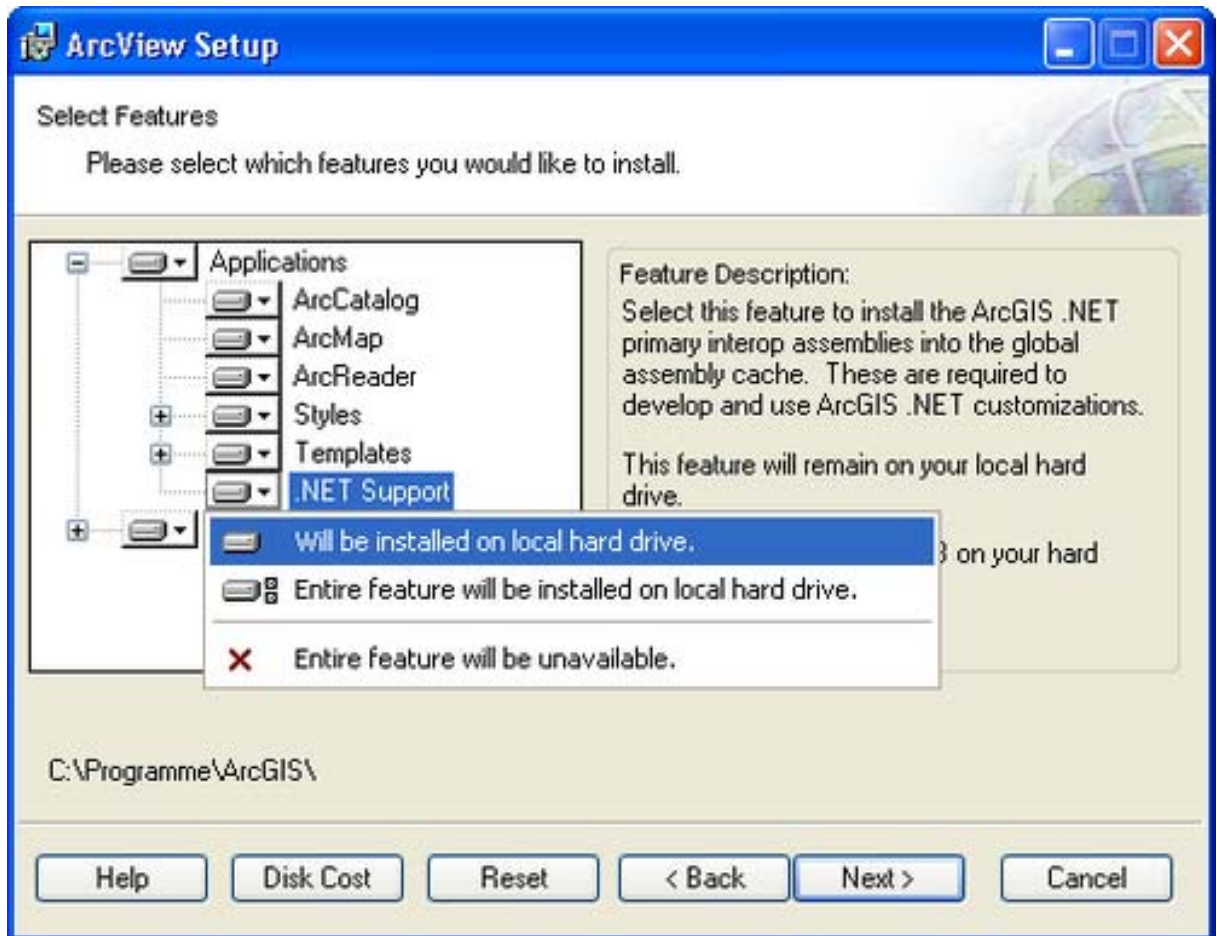 ArcView Setup
Select Features
Please select which features you would like to install.
Applications
ArcCatalog
ArcMap
ArcReader
Styles
Templates
.NET Support
Will be installed on local hard drive.
Entire feature will be installed on local hard drive.
Entire feature will be unavailable.
Feature Description:
Select this feature to install the ArcGIS .NET
primary interop assemblies into the global
assembly cache. These are required to
develop and use ArcGIS .NET customizations.
This feature will remain on your local hard
drive.
on your hard
C:\Programme\ArcGIS\
Help
Disk Cost
Reset
< Back
Next >
Cancel